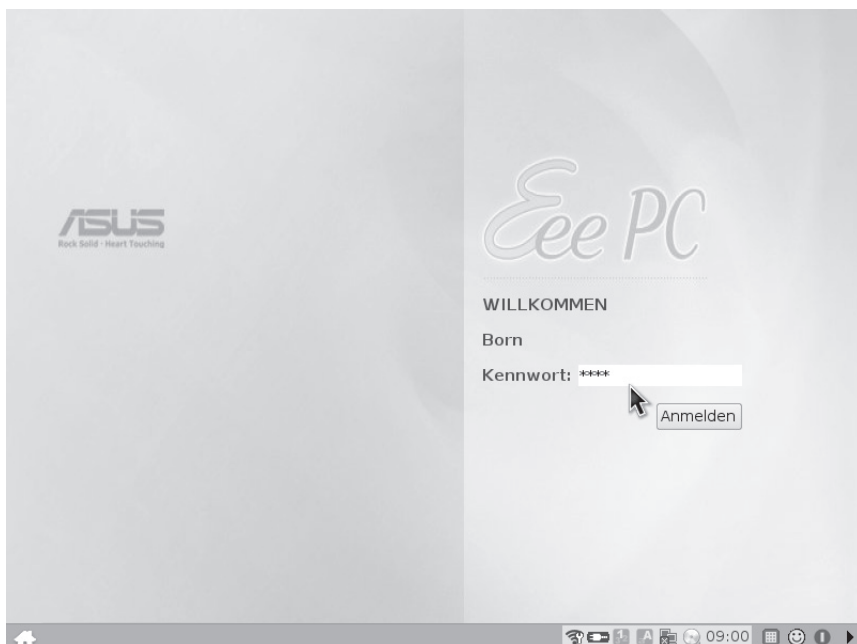 ASUS
Rock Solid · Heart Touching
Eee PC
WILLKOMMEN
Born
Kennwort: ****
Anmelden
09:00